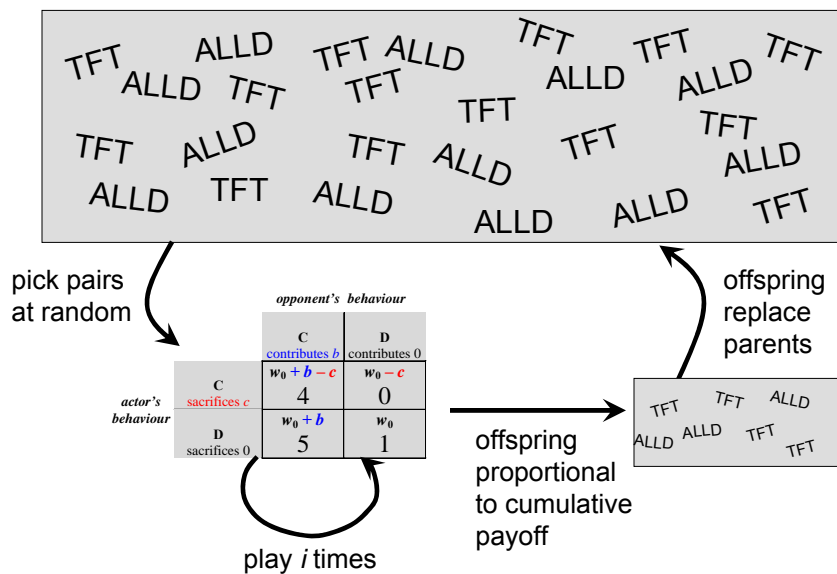 TFT ALLD TFT ALLD TFT TFT TFT
ALLD TFT TFT ALLD ALLD
TFT
TFT ALLD TFT ALLD TFT TFT ALLD
ALLD TFT ALLD ALLD ALLD TFT
pick pairs
at random
opponent's behaviour
C
contributes b
D
contributes 0
actor's
behaviour
C
sacrifices c
w0 + b – c
4
w0 – c
0
D
sacrifices 0
w0 + b
5
w0
1
play i times
offspring
proportional
to cumulative
payoff
TFT TFT ALLD
ALLD ALLD TFT
TFT
offspring
replace
parents